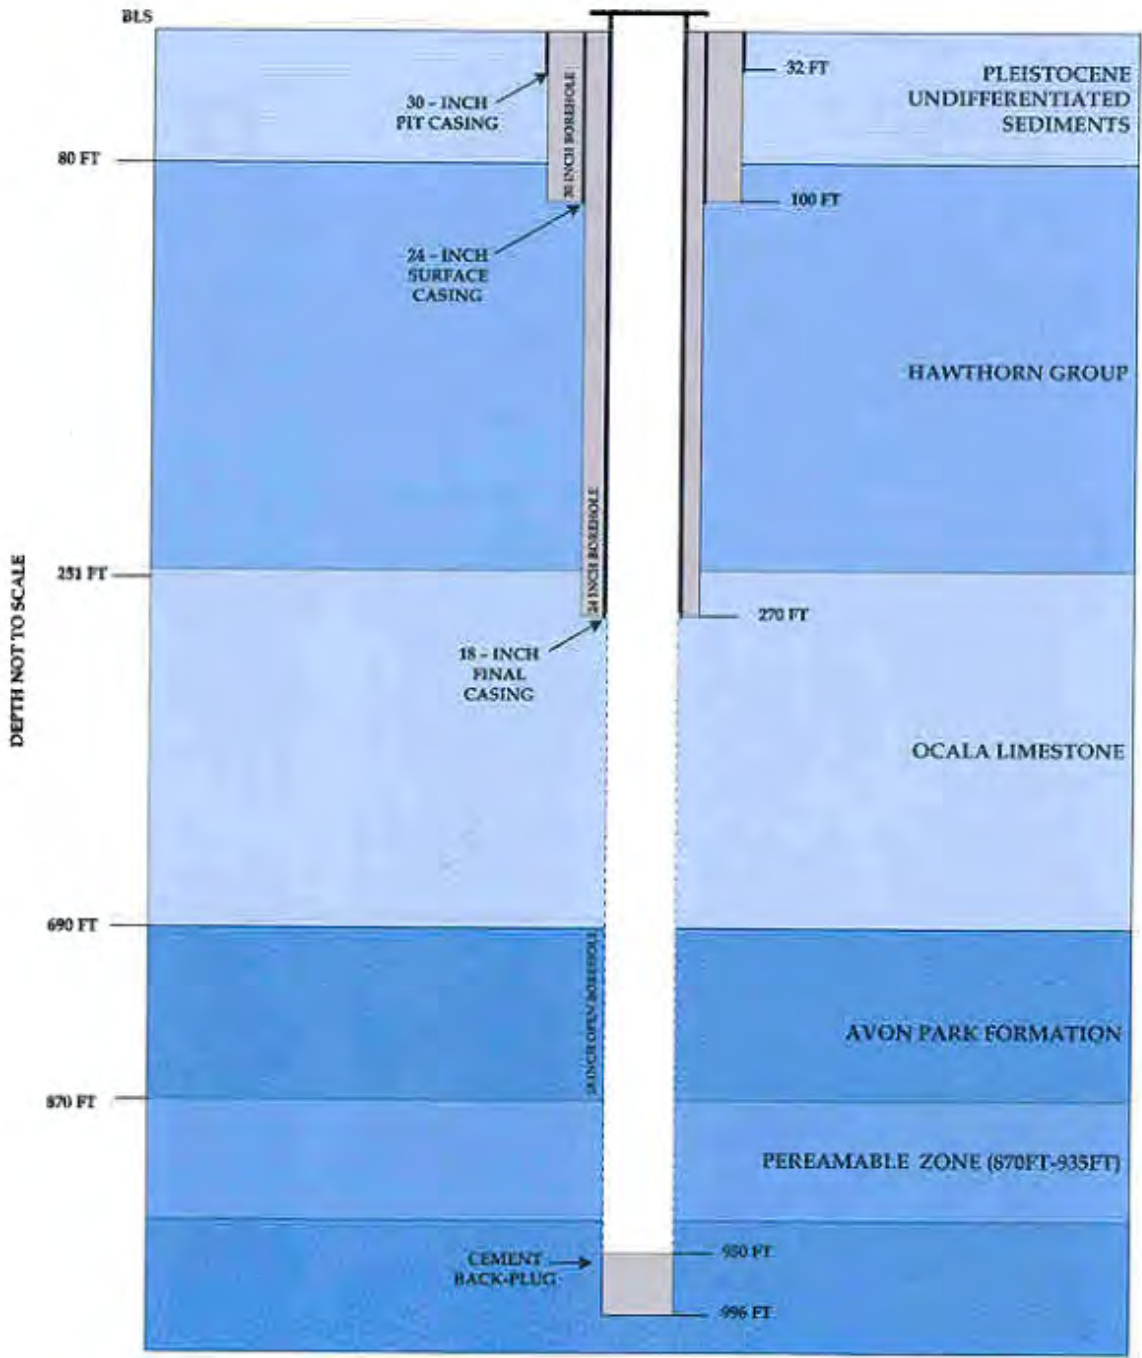 BLS
32 FT
PLEISTOCENE
UNDIFFERENTIATED
SEDIMENTS
30 - INCH
PIT CASING
30 INCH BOREHOLE
80 FT
100 FT
24 - INCH
SURFACE
CASING
HAWTHORN GROUP
24 INCH BOREHOLE
DEPTH NOT TO SCALE
251 FT
270 FT
18 - INCH
FINAL
CASING
OCALA LIMESTONE
690 FT
INCH OPEN BOREHOLE
AVON PARK FORMATION
870 FT
PEREAMABLE ZONE (870FT-935FT)
CEMENT
BACK-PLUG
FT
996 FT